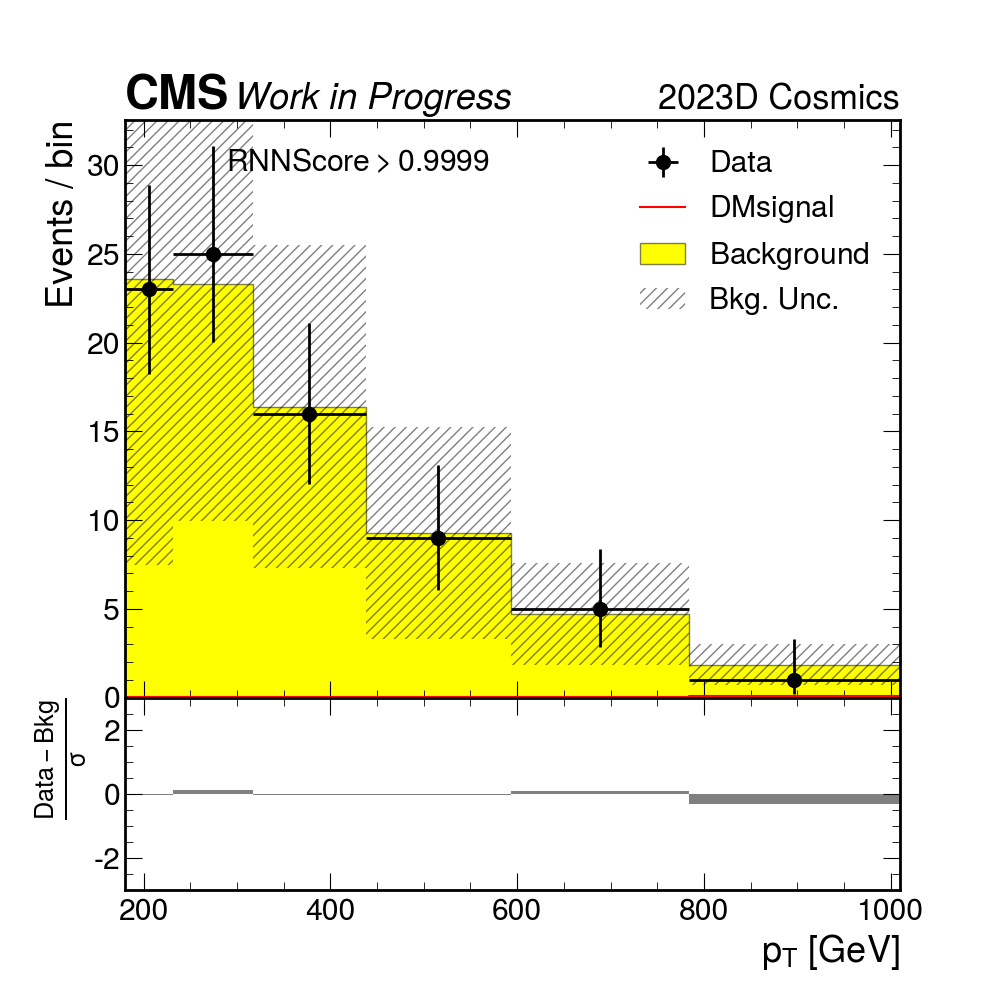 CMS Work in Progress 2023D Cosmics
Events / bin
RNNScore > 0.9999
Data
DMsignal
Background
Bkg. Unc.
30
25
20
15
10
5
0
Data – Bkg
σ
2
0
-2
200 400 600 800 1000
pT [GeV]